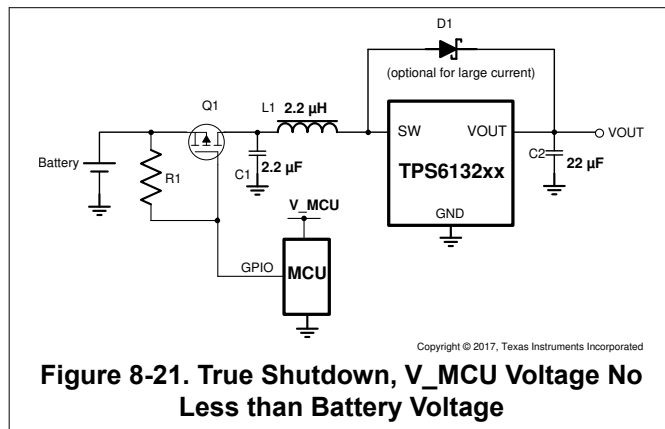 D1
(optional for large current)
Q1
L1 2.2 µH
SW VOUT
VOUT
Battery
2.2 µF
C1
C2 22 µF
TPS6132xx
R1
V_MCU
GND
GPIO
MCU
Copyright © 2017, Texas Instruments Incorporated
Figure 8-21. True Shutdown, V_MCU Voltage No
Less than Battery Voltage